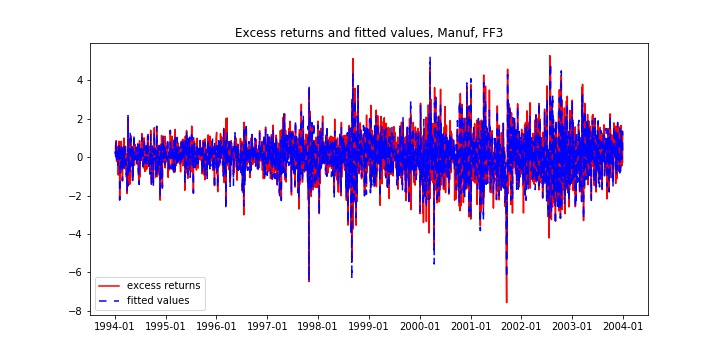 Excess returns and fitted values, Manuf, FF3
4
2
0
−2
−4
−6
−8
1994-01 1995-01 1996-01 1997-01 1998-01 1999-01 2000-01 2001-01 2002-01 2003-01 2004-01
excess returns
fitted values